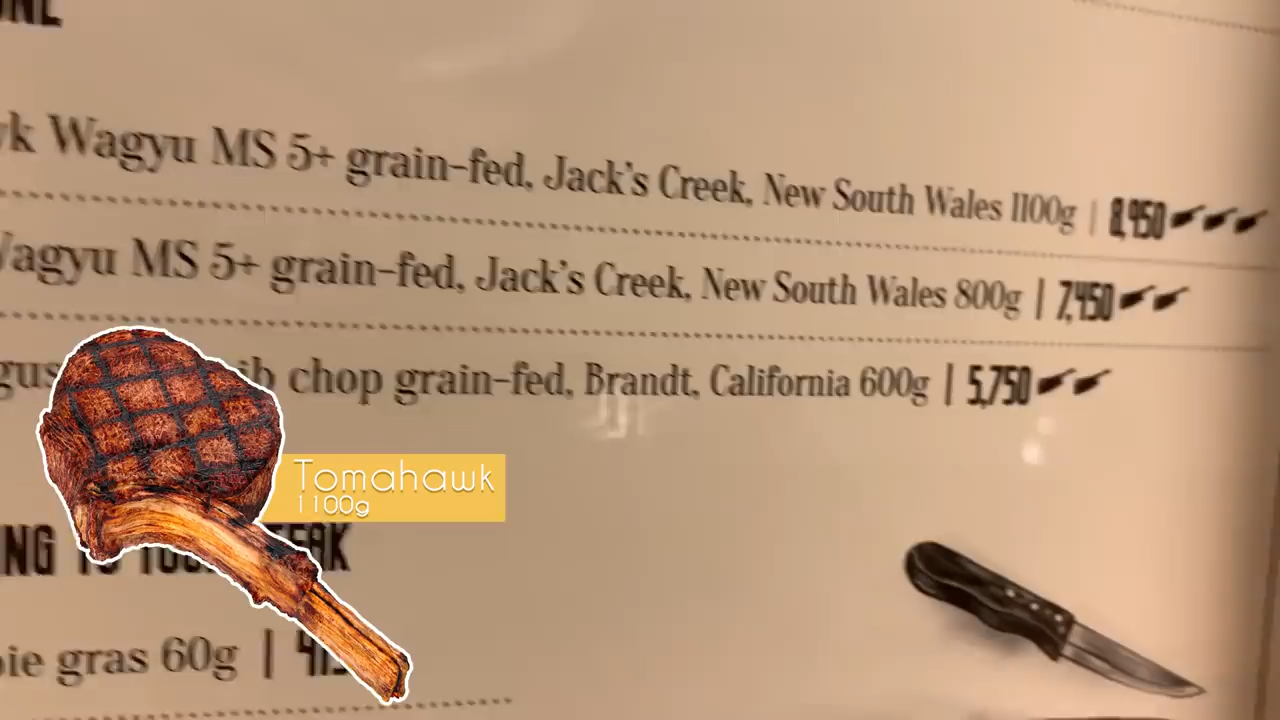 Wagyu MS 5+ grain-fed, Jack's Creek, New South Wales 1100g | 8,950
Wagyu MS 5+ grain-fed, Jack's Creek, New South Wales 800g | 7,450
chop grain-fed, Brandt, California 600g | 5,750
Tomahawk
1100g
gras 60g |